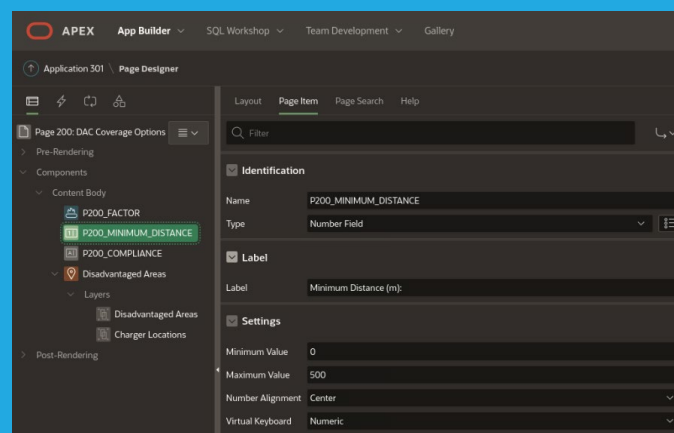 APEX App Builder SQL Workshop Team Development Gallery
Application 301 \ Page Designer
Layout Page Item Page Search Help
Page 200: DAC Coverage Options
Filter
Pre-Rendering
Components
Identification
Content Body
Name P200_MINIMUM_DISTANCE
P200_FACTOR
Type Number Field
P200_MINIMUM_DISTANCE
P200_COMPLIANCE
Label
Disadvantaged Areas
Label Minimum Distance (m):
Layers
Disadvantaged Areas
Settings
Charger Locations
Post-Rendering
Minimum Value 0
Maximum Value 500
Number Alignment Center
Virtual Keyboard Numeric